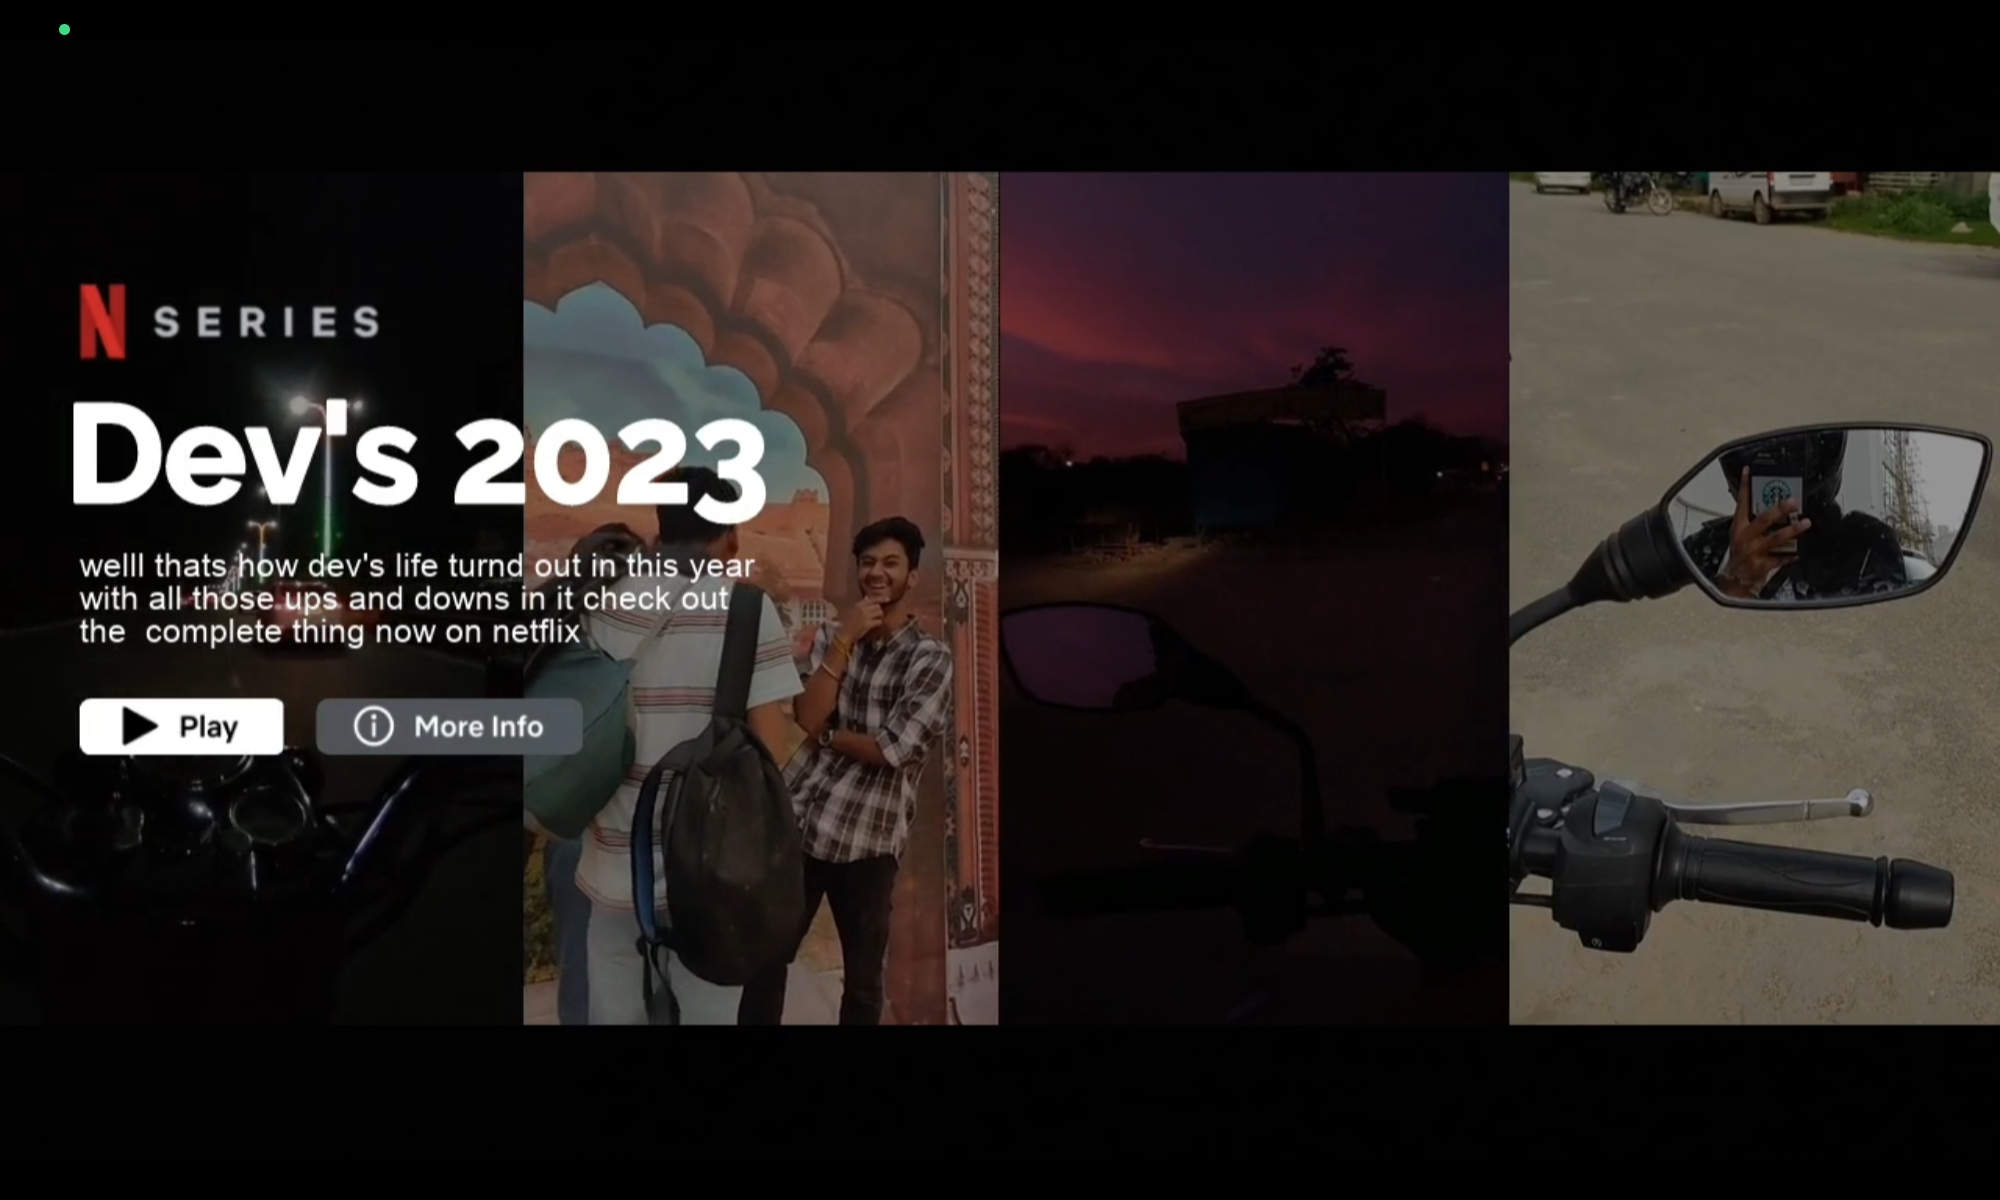 N SERIES
Dev's 2023
welll thats how dev's life turnd out in this year
with all those ups and downs in it check out
the complete thing now on netflix
Play
More Info